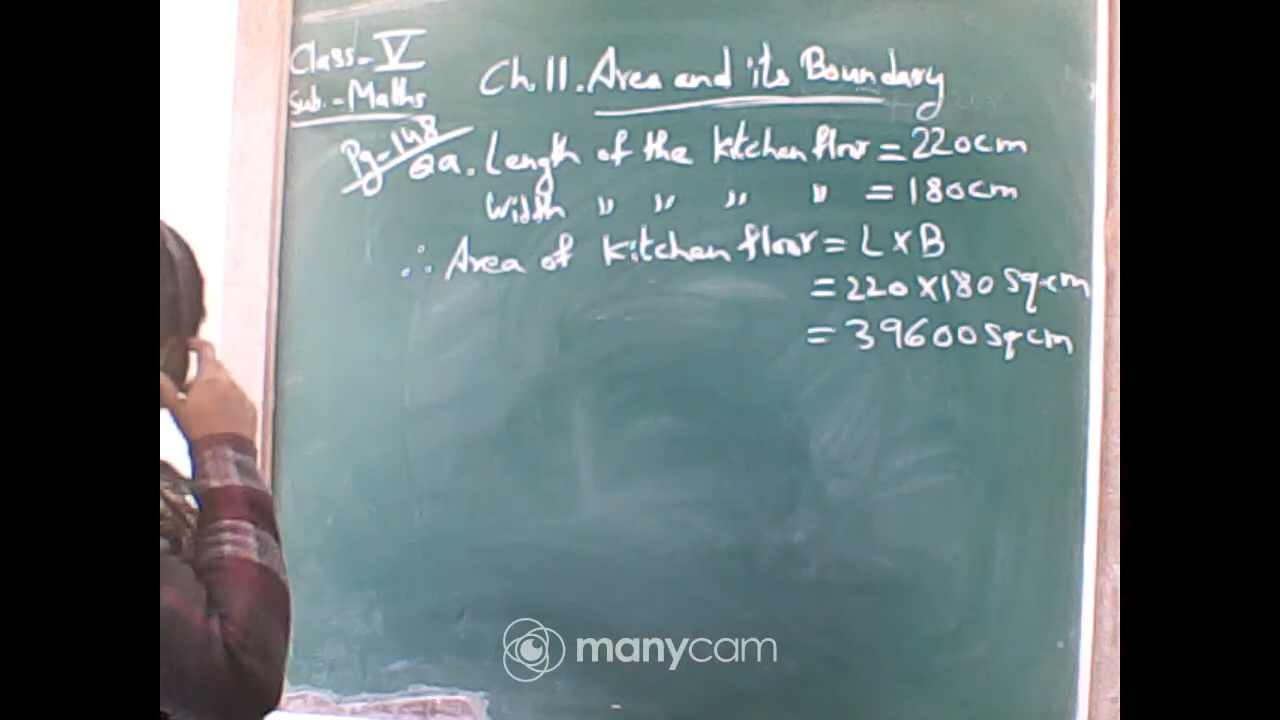 Class-V
Sub.-Maths
Ch.11. Area and its Boundary
Pg-148
Qa. Length of the kitchen floor = 220cm
Width " " " " = 180cm
∴ Area of kitchen floor = L × B
= 220 × 180 Sq.cm
= 39600 Sq cm
manycam